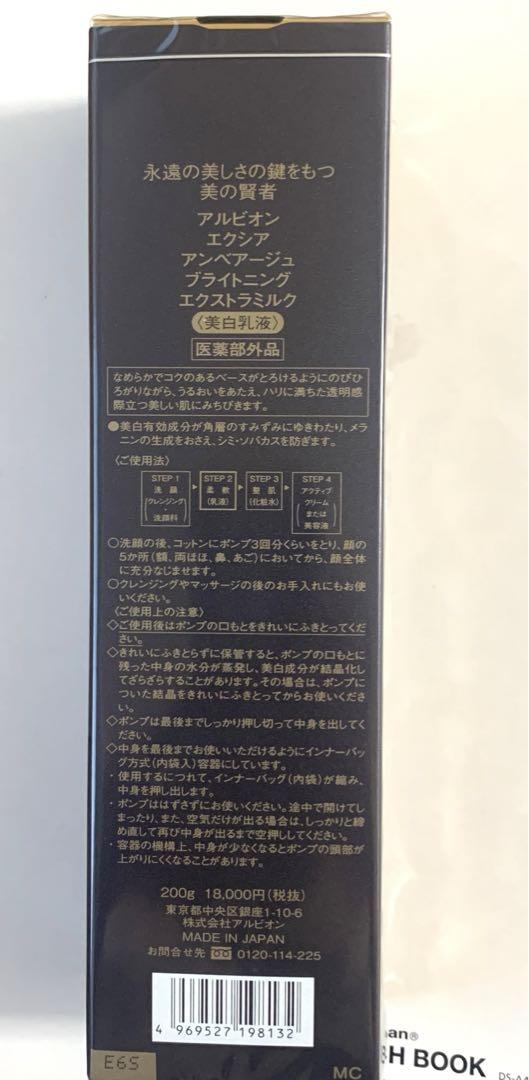 永遠の美しさの鍵をもつ
美の賢者
アルビオン
エクシア
アンベアージュ
ブライトニング
エクストラミルク
〈美白乳液〉
医薬部外品
なめらかでコクのあるベースがとろけるようにのびひ
ろがりながら、うるおいをあたえ、ハリに満ちた透明感
際立つ美しい肌にみちびきます。
●美白有効成分が角層のすみずみにゆきわたり、メラ
ニンの生成をおさえ、シミ・ソバカスを防ぎます。
〈ご使用法〉
STEP 1
洗顔
(クレンジング・洗顔料)
STEP 2
柔軟
(乳液)
STEP 3
整肌
(化粧水)
STEP 4
アクティブ
クリーム
または
美容液
○洗顔の後、コットンにポンプ3回分くらいをとり、顔の
5か所(額、両ほほ、鼻、あご)においてから、顔全体
に充分なじませます。
○クレンジングやマッサージの後のお手入れにもお使
いください。
〈ご使用上の注意〉
◇ご使用後はポンプの口もとをきれいにふきとってくだ
さい。
◇きれいにふきとらずに保管すると、ポンプの口もとに
残った中身の水分が蒸発し、美白成分が結晶化し
てざらざらすることがあります。その場合は、ポンプに
ついた結晶をきれいにふきとってからお使いくださ
い。
◇ポンプは最後までしっかり押し切って中身を出してく
ださい。
◇中身を最後までお使いいただけるようにインナーバッ
グ方式(内袋入)容器にしています。
・使用するにつれて、インナーバッグ(内袋)が縮み、
中身を押し出します。
・ポンプははずさずにお使いください。途中で開けてし
まったり、また、空気だけが出る場合は、しっかりと締
め直して再び中身が出るまで空押ししてください。
・容器の機構上、中身が少なくなるとポンプの頭部が
上がりにくくなることがあります。
200g 18,000円(税抜)
東京都中央区銀座1-10-6
株式会社アルビオン
MADE IN JAPAN
お問合せ先 0120-114-225
4 969527 198132
E6S
MC
an®
H BOOK